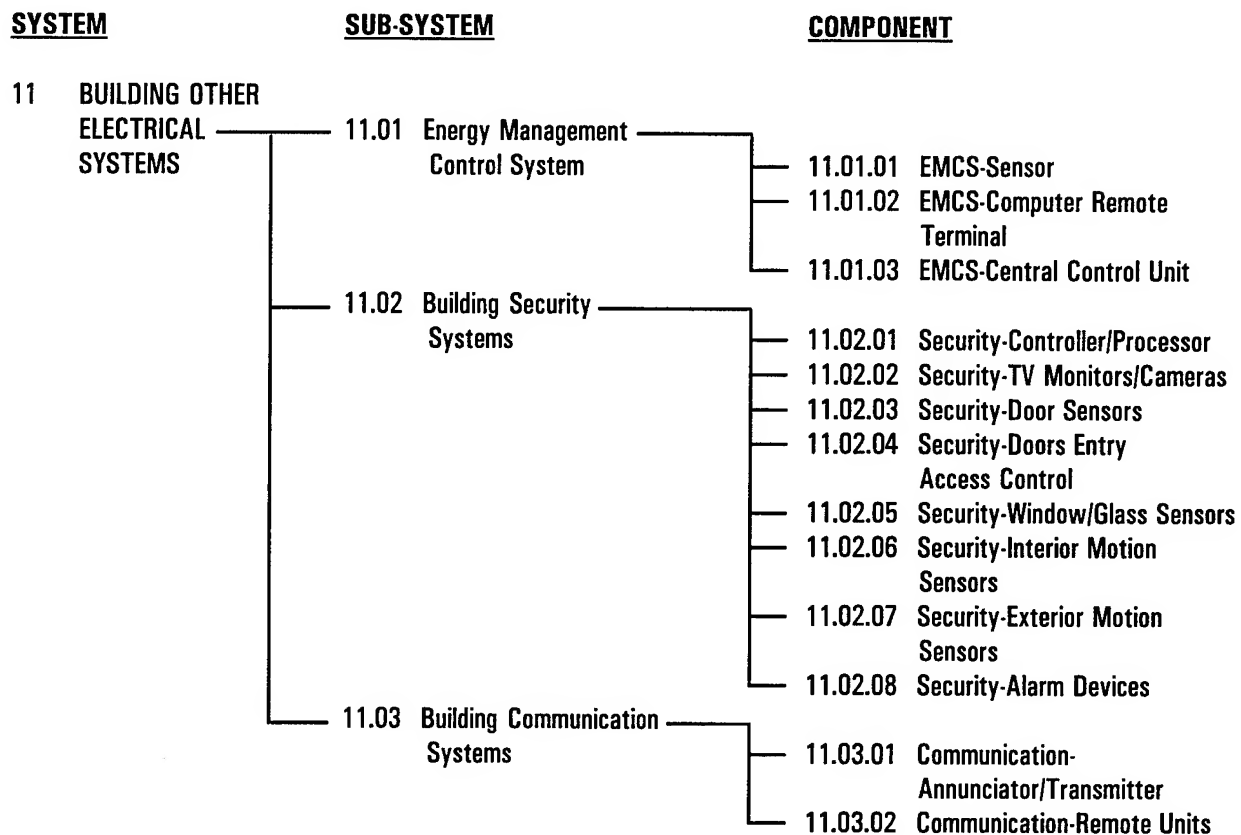 SYSTEM SUB-SYSTEM COMPONENT
11 BUILDING OTHER
ELECTRICAL 11.01 Energy Management
SYSTEMS Control System
11.01.01 EMCS-Sensor
11.01.02 EMCS-Computer Remote
Terminal
11.01.03 EMCS-Central Control Unit
11.02 Building Security
Systems
11.02.01 Security-Controller/Processor
11.02.02 Security-TV Monitors/Cameras
11.02.03 Security-Door Sensors
11.02.04 Security-Doors Entry
Access Control
11.02.05 Security-Window/Glass Sensors
11.02.06 Security-Interior Motion
Sensors
11.02.07 Security-Exterior Motion
Sensors
11.02.08 Security-Alarm Devices
11.03 Building Communication
Systems
11.03.01 Communication-
Annunciator/Transmitter
11.03.02 Communication-Remote Units